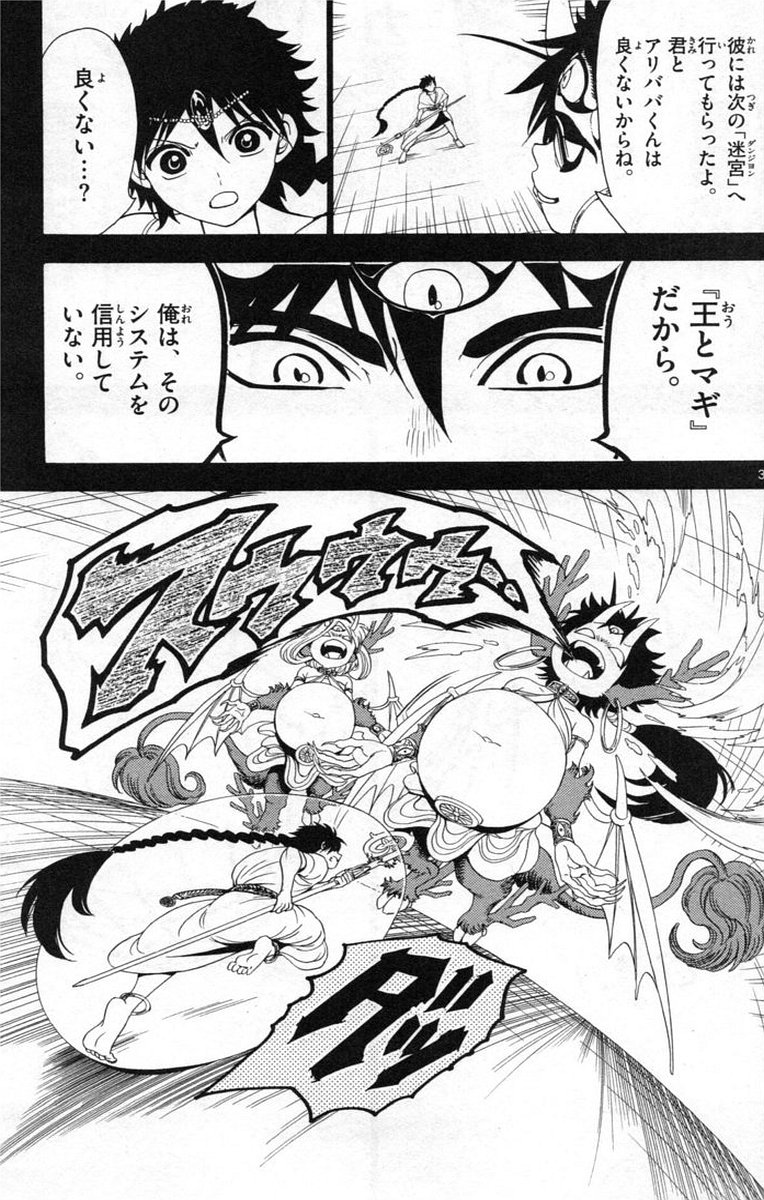 彼には次の「迷宮」へ
行ってもらったよ。
君と
アリババくんは
良くないからね。
良くない…？
『王とマギ』
だから。
俺は、その
システムを
信用して
いない。
3
スウウウ…！
ダッ